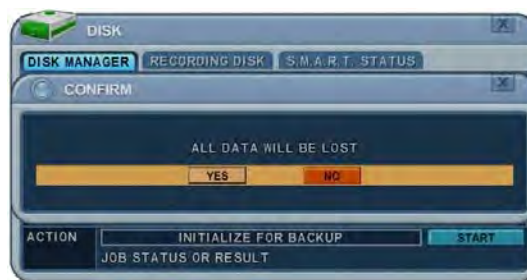 DISK
DISK MANAGER RECORDING DISK S.M.A.R.T. STATUS
CONFIRM
ALL DATA WILL BE LOST
YES NO
ACTION INITIALIZE FOR BACKUP START
JOB STATUS OR RESULT